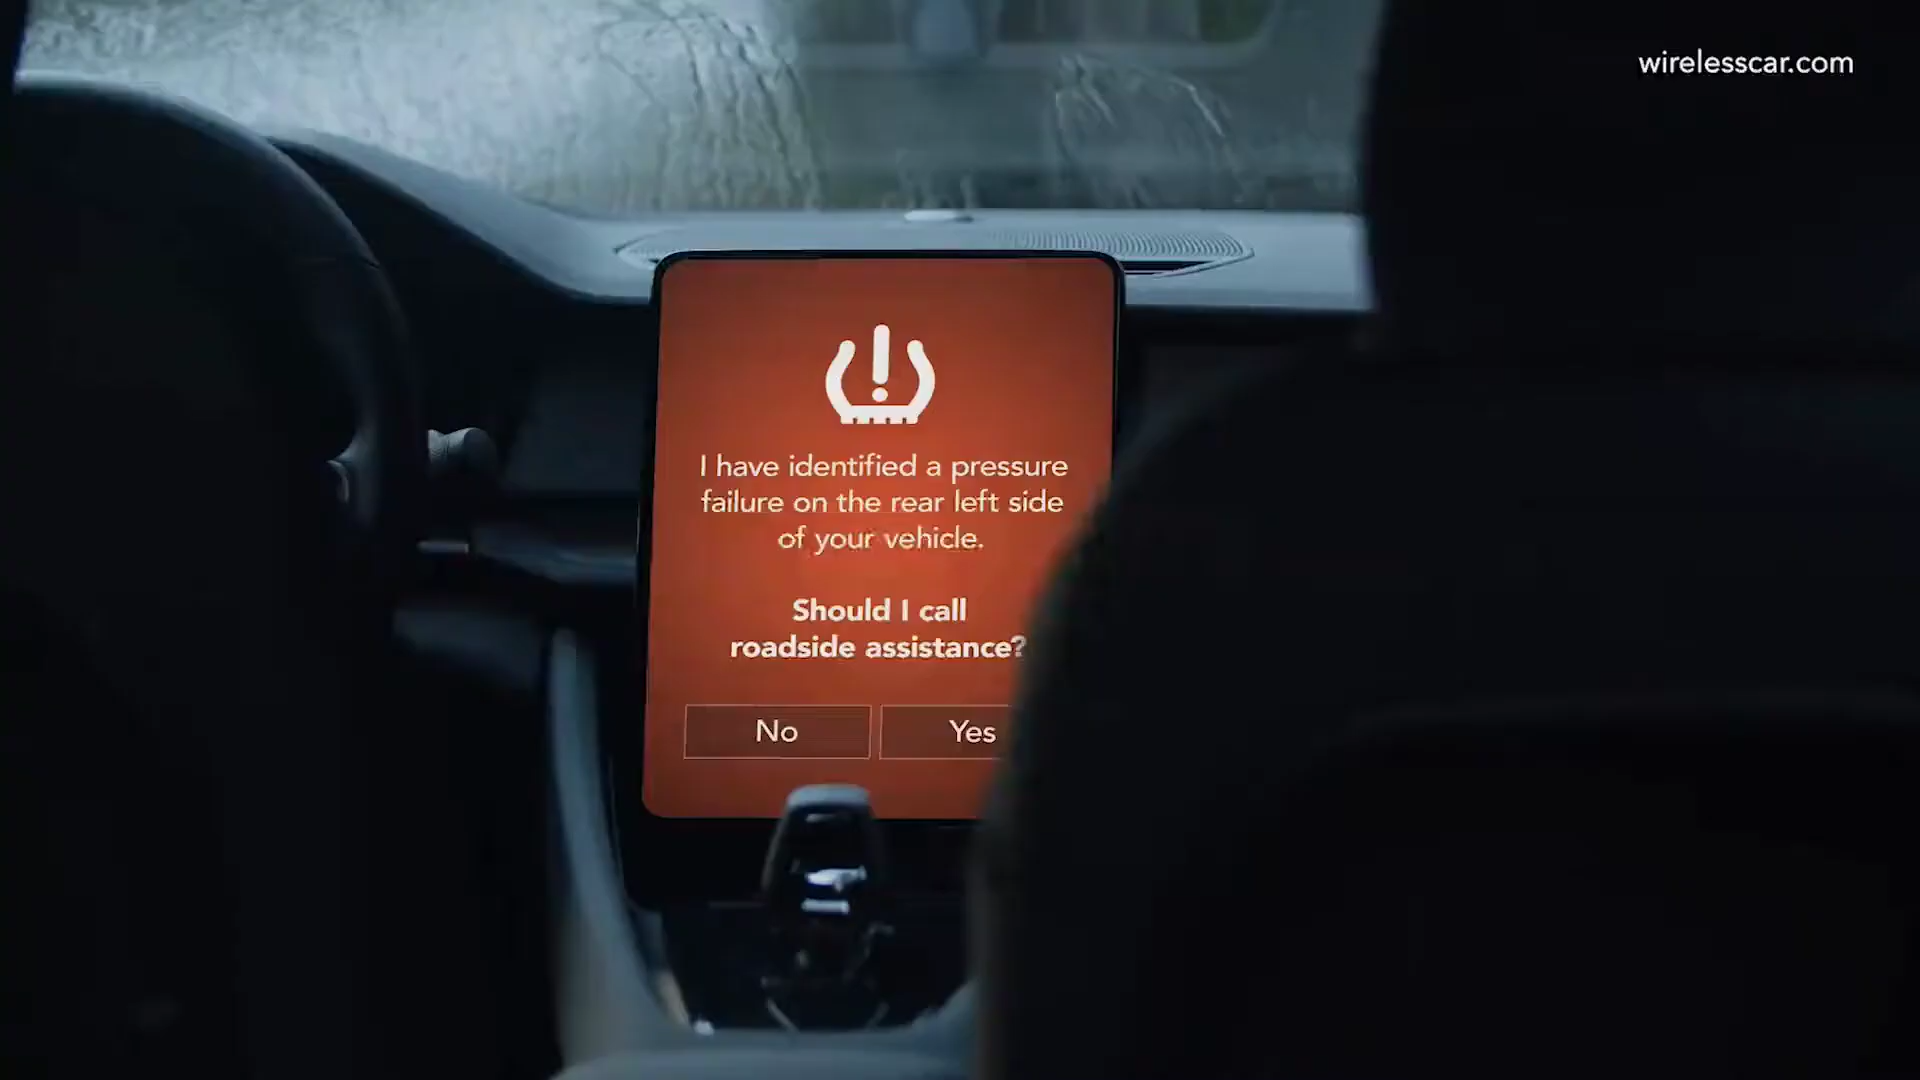 wirelesscar.com
I have identified a pressure
failure on the rear left side
of your vehicle.
Should I call
roadside assistance?
No
Yes